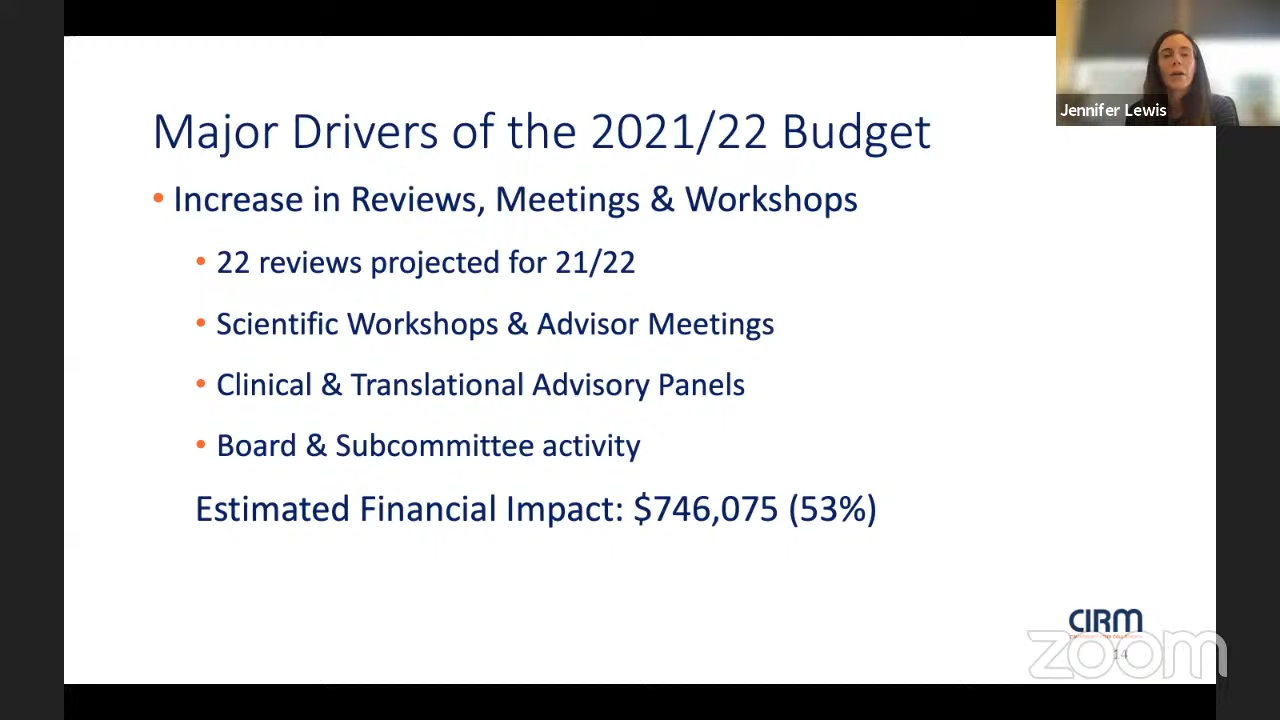 Jennifer Lewis
Major Drivers of the 2021/22 Budget
• Increase in Reviews, Meetings & Workshops
• 22 reviews projected for 21/22
• Scientific Workshops & Advisor Meetings
• Clinical & Translational Advisory Panels
• Board & Subcommittee activity
Estimated Financial Impact: $746,075 (53%)
CIRM
14
zoom